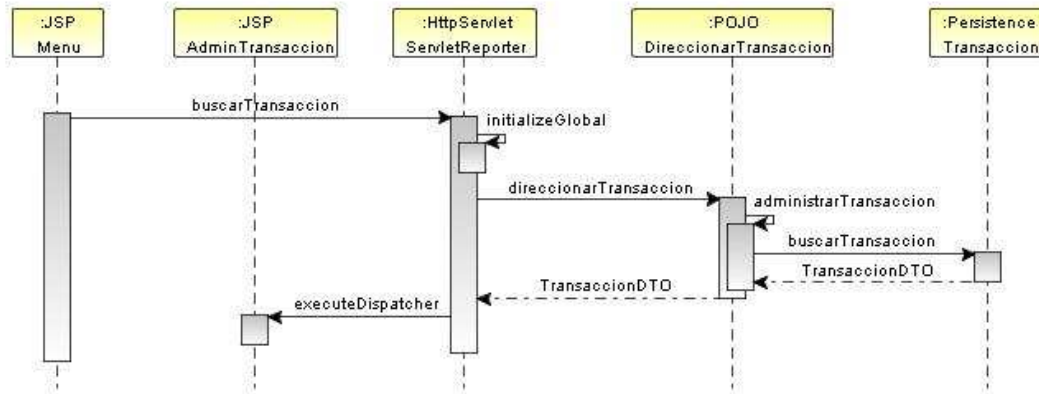 :JSP
Menu
:JSP
AdminTransaccion
:HttpServlet
ServletReporter
:POJO
DireccionarTransaccion
:Persistence
Transaccion
buscarTransaccion
initializeGlobal
direccionarTransaccion
administrarTransaccion
buscarTransaccion
TransaccionDTO
TransaccionDTO
executeDispatcher